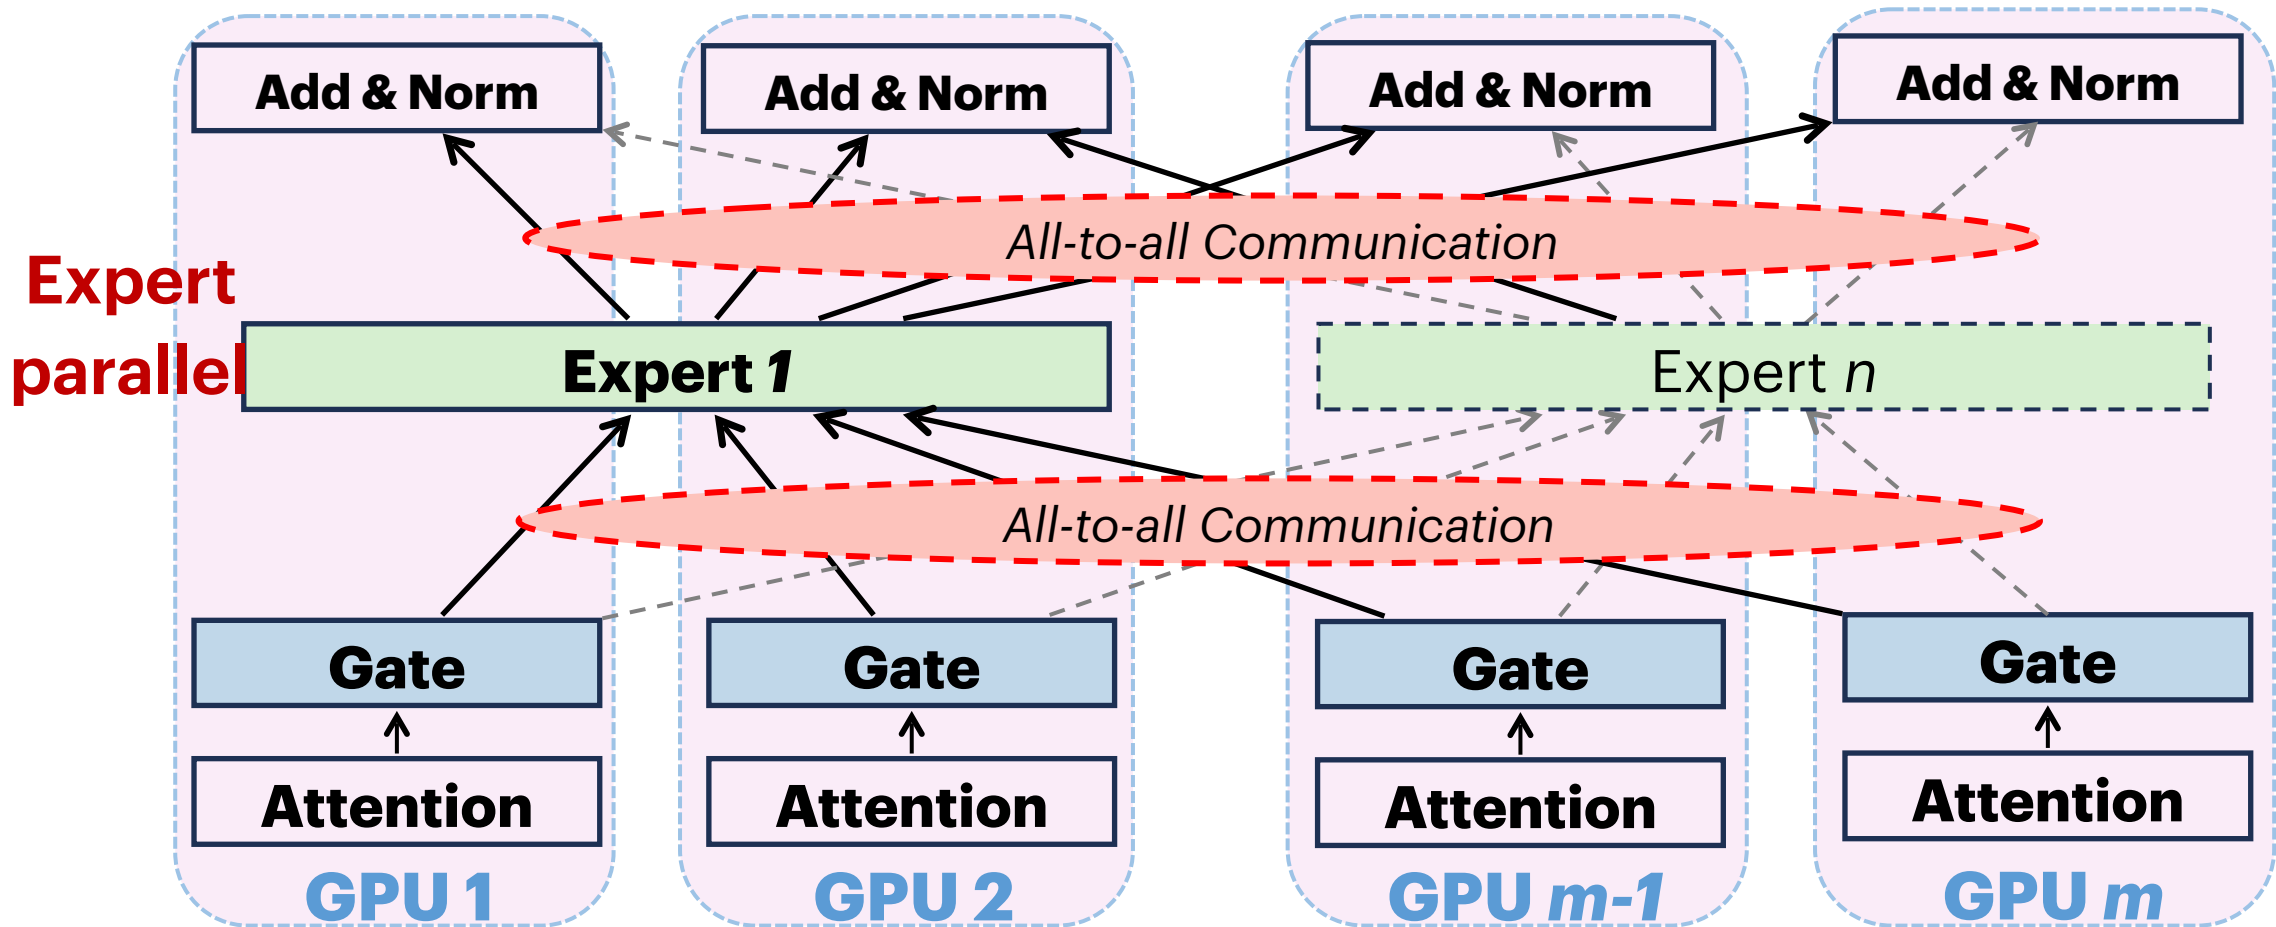 Add & Norm
Add & Norm
Add & Norm
Add & Norm
All-to-all Communication
Expert
parallel
Expert 1
Expert n
All-to-all Communication
Gate
Gate
Gate
Gate
Attention
Attention
Attention
Attention
GPU 1
GPU 2
GPU m-1
GPU m